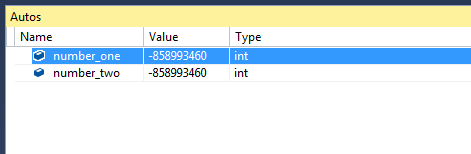 Autos
Name Value Type
number_one -858993460 int
number_two -858993460 int